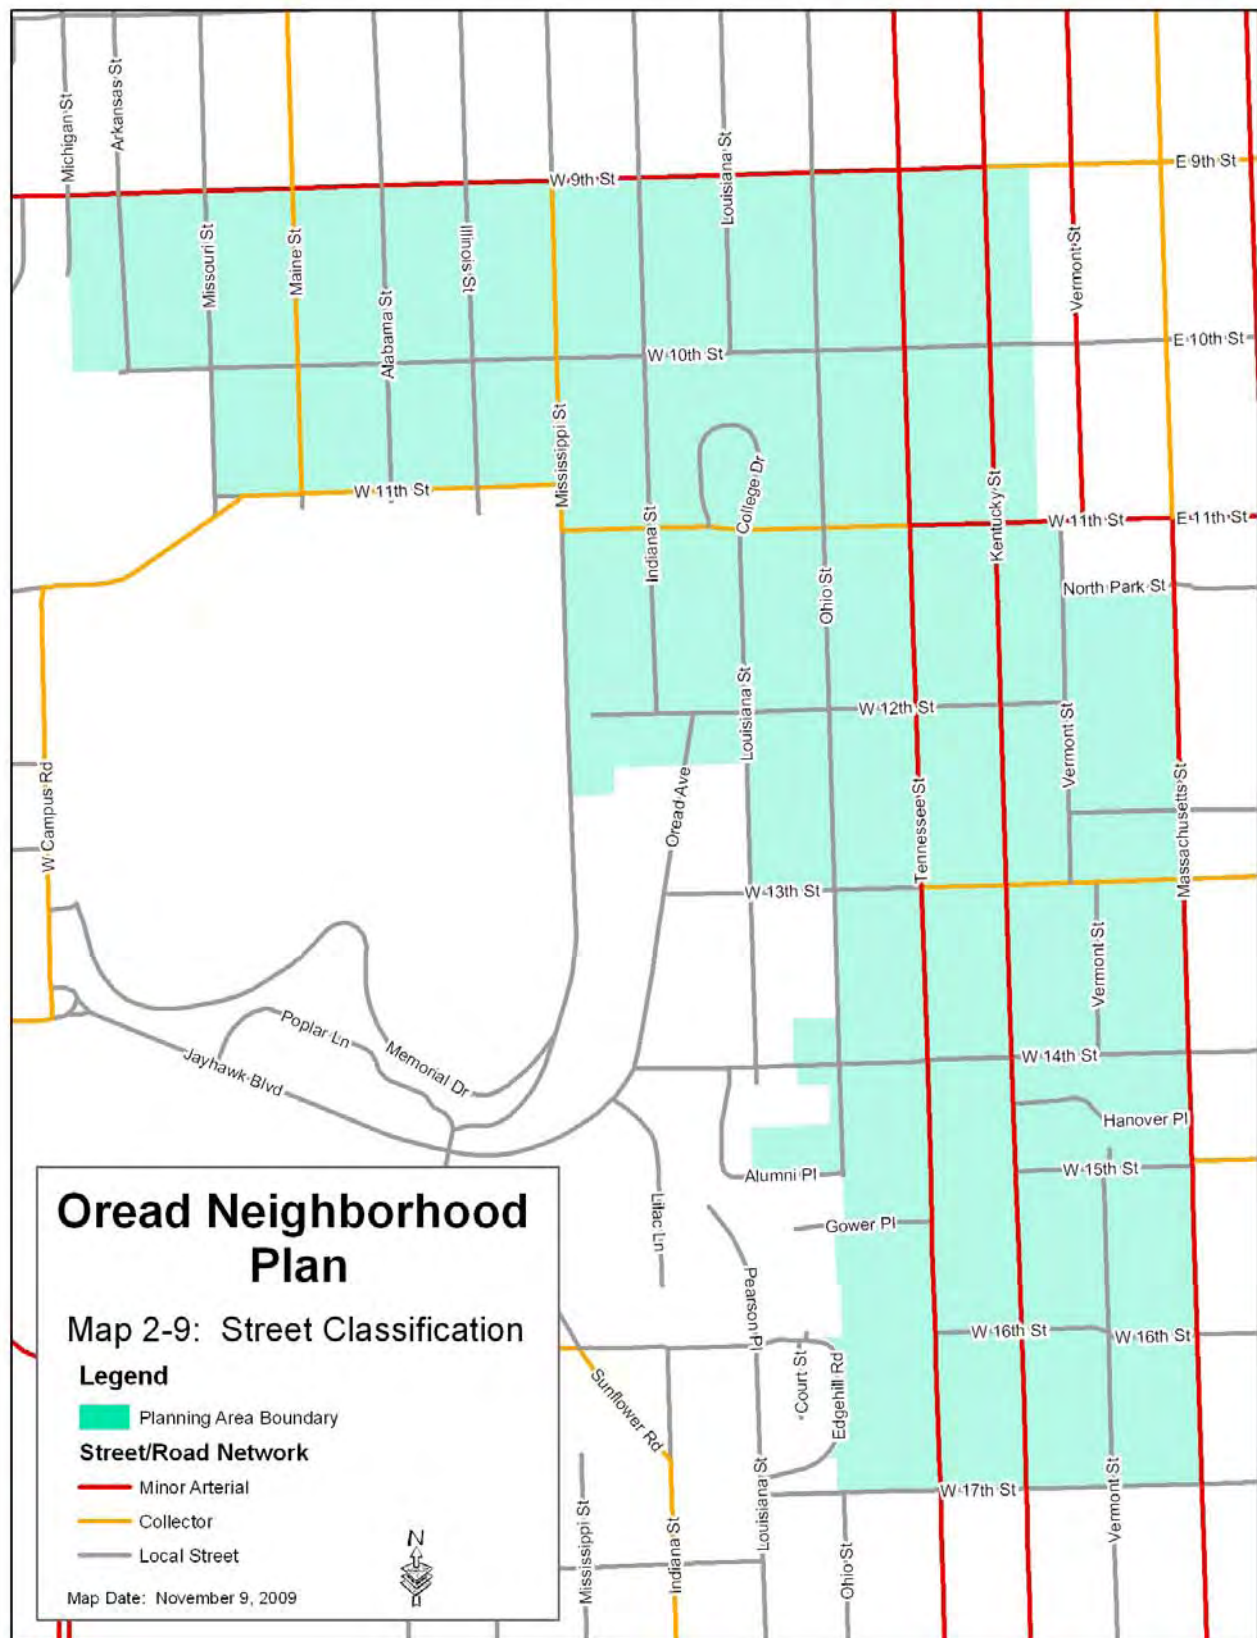 Michigan St
Arkansas St
Louisiana St
E 9th St
W 9th St
Missouri St
Maine St
Illinois St
Vermont St
Alabama St
E 10th St
W 10th St
Mississippi St
College Dr
W 11th St
Kentucky St
W 11th St
E 11th St
Indiana St
Ohio St
North Park St
Louisiana St
W 12th St
Vermont St
W Campus Rd
Oread Ave
Tennessee St
Massachusetts St
W 13th St
Vermont St
Poplar Ln
Memorial Dr
Jayhawk Blvd
W 14th St
Hanover Pl
Alumni Pl
W 15th St
Lilac Ln
Gower Pl
Pearson Pl
W 16th St
W 16th St
Court St
Edgehill Rd
Sunflower Rd
W 17th St
Mississippi St
Indiana St
Louisiana St
Ohio St
Vermont St
Oread Neighborhood
Plan
Map 2-9: Street Classification
Legend
Planning Area Boundary
Street/Road Network
Minor Arterial
Collector
Local Street
N
Map Date: November 9, 2009